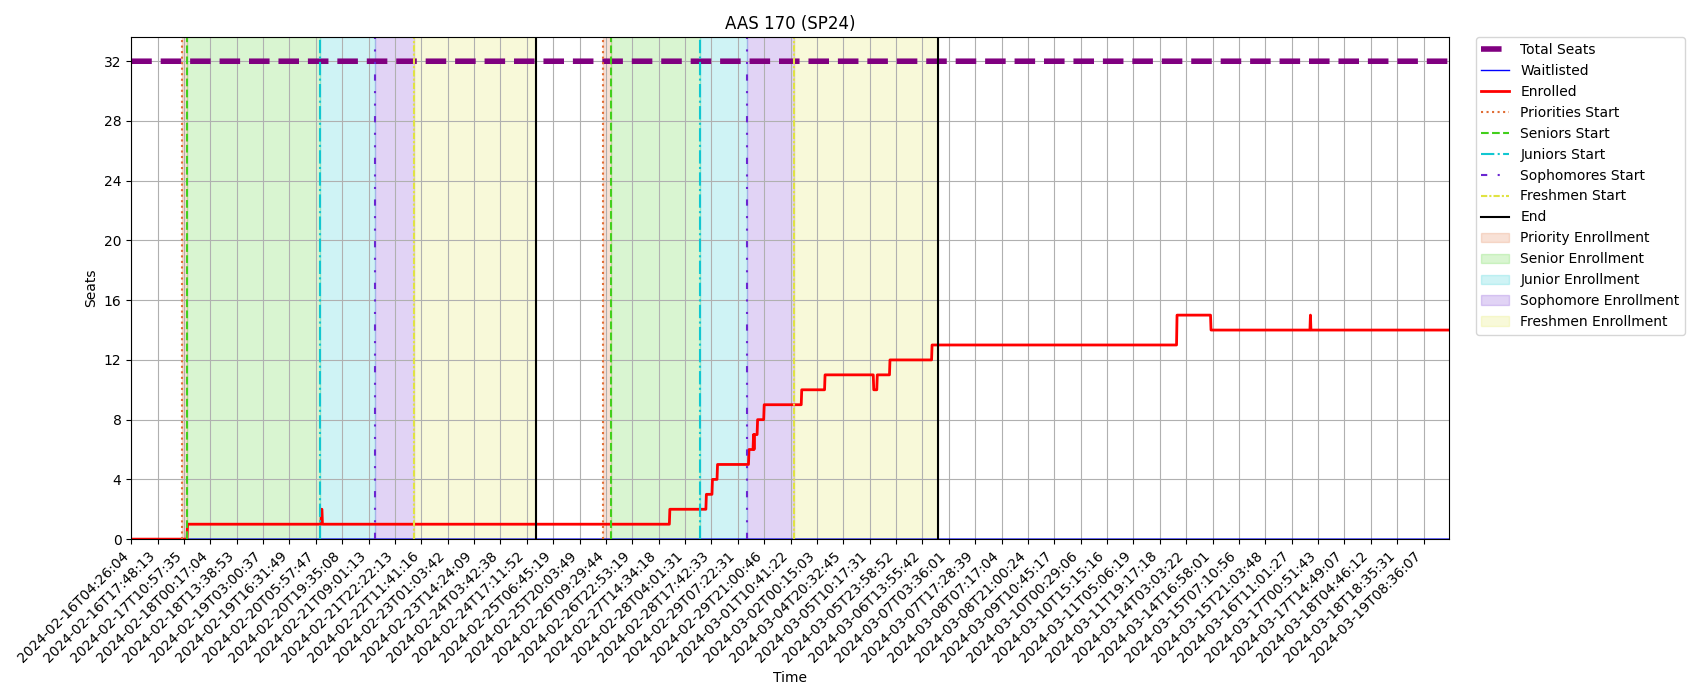 AAS 170 (SP24)
Seats
32
28
24
20
16
12
8
4
0
2024-02-16T04:26:04
2024-02-16T17:48:13
2024-02-17T10:57:35
2024-02-18T00:17:04
2024-02-18T13:38:53
2024-02-19T03:00:37
2024-02-19T16:31:49
2024-02-20T05:57:47
2024-02-20T19:35:08
2024-02-21T09:01:13
2024-02-21T22:22:13
2024-02-22T11:41:16
2024-02-23T01:03:42
2024-02-23T14:24:09
2024-02-24T03:42:38
2024-02-24T17:11:52
2024-02-25T06:45:19
2024-02-25T20:03:49
2024-02-26T09:29:44
2024-02-26T22:53:19
2024-02-27T14:34:18
2024-02-28T04:01:31
2024-02-28T17:42:33
2024-02-29T07:22:31
2024-02-29T21:00:46
2024-03-01T10:41:22
2024-03-02T00:15:03
2024-03-04T20:32:45
2024-03-05T10:17:31
2024-03-05T23:58:52
2024-03-06T13:55:42
2024-03-07T03:36:01
2024-03-07T17:28:39
2024-03-08T07:17:04
2024-03-08T21:00:24
2024-03-09T10:45:17
2024-03-10T00:29:06
2024-03-10T15:15:16
2024-03-11T05:06:19
2024-03-11T19:17:18
2024-03-14T03:03:22
2024-03-14T16:58:01
2024-03-15T07:10:56
2024-03-15T21:03:48
2024-03-16T11:01:27
2024-03-17T00:51:43
2024-03-17T14:49:07
2024-03-18T04:46:12
2024-03-18T18:35:31
2024-03-19T08:36:07
Time
Total Seats
Waitlisted
Enrolled
Priorities Start
Seniors Start
Juniors Start
Sophomores Start
Freshmen Start
End
Priority Enrollment
Senior Enrollment
Junior Enrollment
Sophomore Enrollment
Freshmen Enrollment